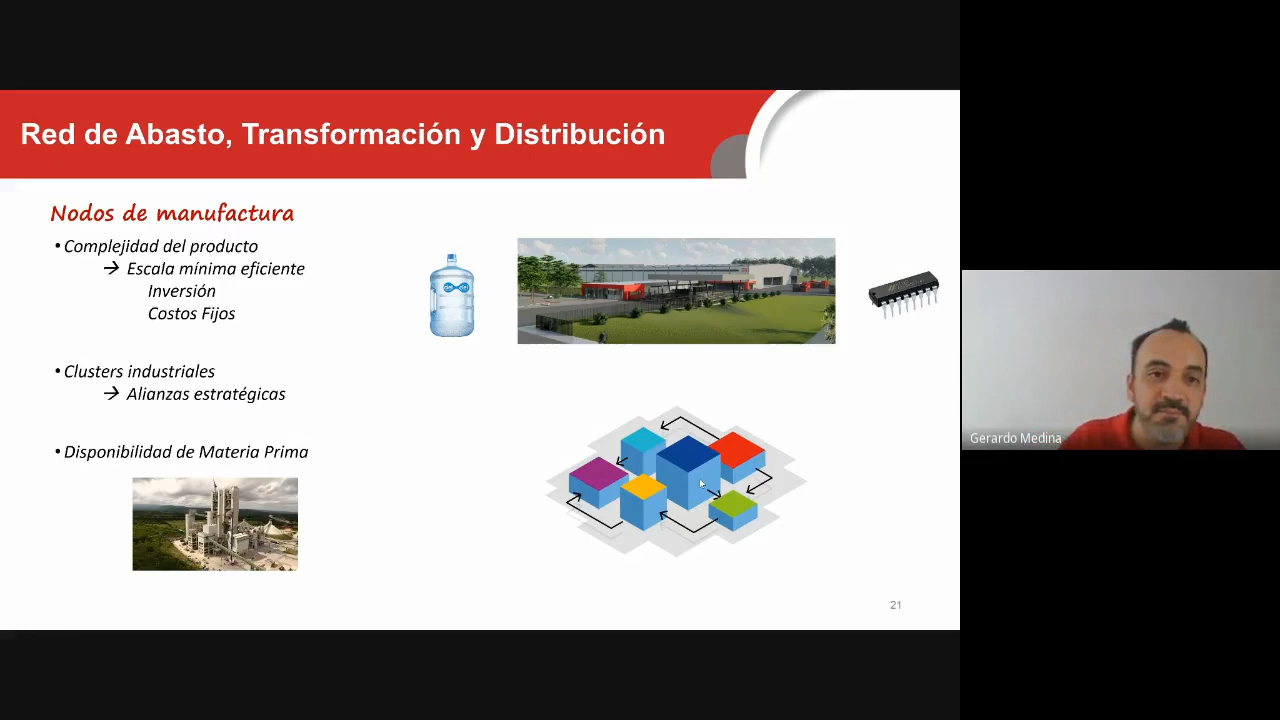 Red de Abasto, Transformación y Distribución
Nodos de manufactura
• Complejidad del producto
→ Escala mínima eficiente
Inversión
Costos Fijos
• Clusters industriales
→ Alianzas estratégicas
• Disponibilidad de Materia Prima
21
Gerardo Medina